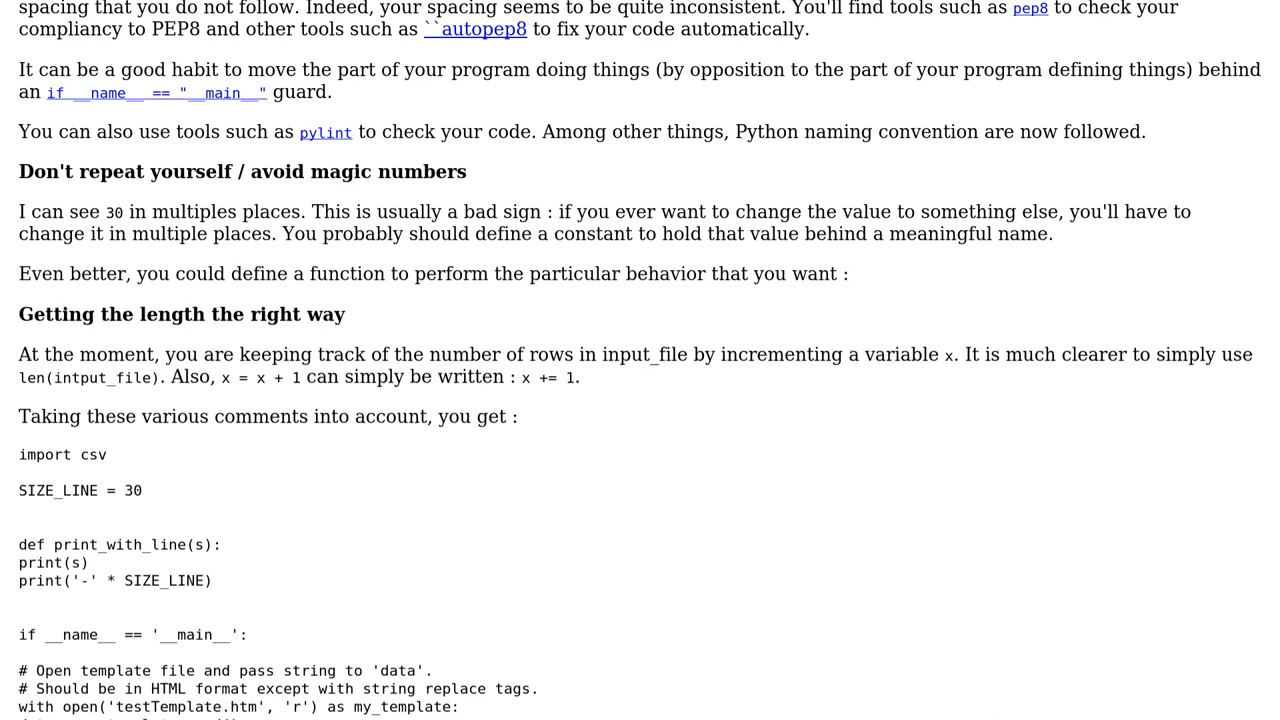 spacing that you do not follow. Indeed, your spacing seems to be quite inconsistent. You'll find tools such as pep8 to check your
compliancy to PEP8 and other tools such as ``autopep8 to fix your code automatically.
It can be a good habit to move the part of your program doing things (by opposition to the part of your program defining things) behind
an if __name__ == "__main__" guard.
You can also use tools such as pylint to check your code. Among other things, Python naming convention are now followed.
Don't repeat yourself / avoid magic numbers
I can see 30 in multiples places. This is usually a bad sign : if you ever want to change the value to something else, you'll have to
change it in multiple places. You probably should define a constant to hold that value behind a meaningful name.
Even better, you could define a function to perform the particular behavior that you want :
Getting the length the right way
At the moment, you are keeping track of the number of rows in input_file by incrementing a variable x. It is much clearer to simply use
len(intput_file). Also, x = x + 1 can simply be written : x += 1.
Taking these various comments into account, you get :
import csv
SIZE_LINE = 30
def print_with_line(s):
print(s)
print('-' * SIZE_LINE)
if __name__ == '__main__':
# Open template file and pass string to 'data'.
# Should be in HTML format except with string replace tags.
with open('testTemplate.htm', 'r') as my_template: